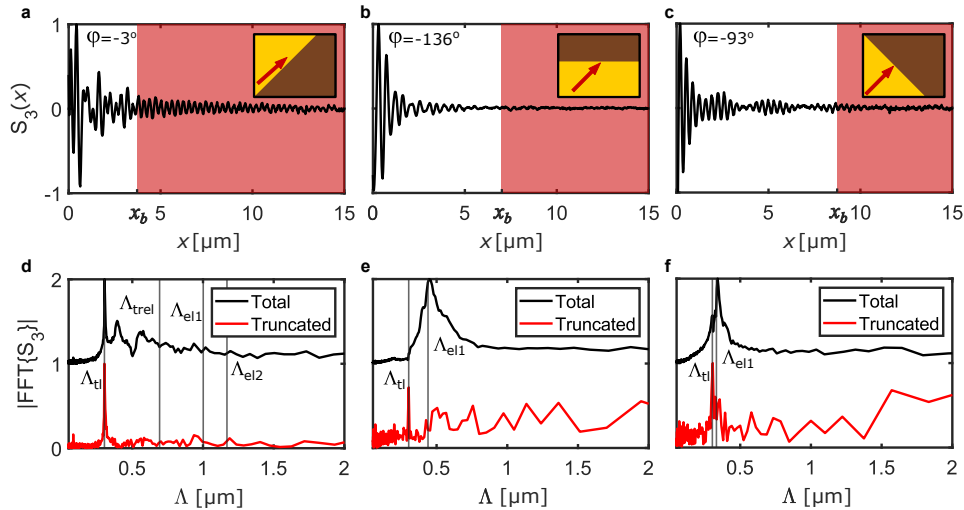 a
b
c
φ=-3°
φ=-136°
φ=-93°
1
0
-1
S₃(x)
0 x_b 5 10 15
0 5 x_b 10 15
0 5 x_b 10 15
x [μm]
x [μm]
x [μm]
d
e
f
2
1
0
|FFT{S₃}|
Λtrel
Λel1
Total
Truncated
Λtl
Λel2
Total
Truncated
Λel1
Λtl
Total
Truncated
Λtl
Λel1
0.5 1 1.5 2
0.5 1 1.5 2
0.5 1 1.5 2
Λ [μm]
Λ [μm]
Λ [μm]